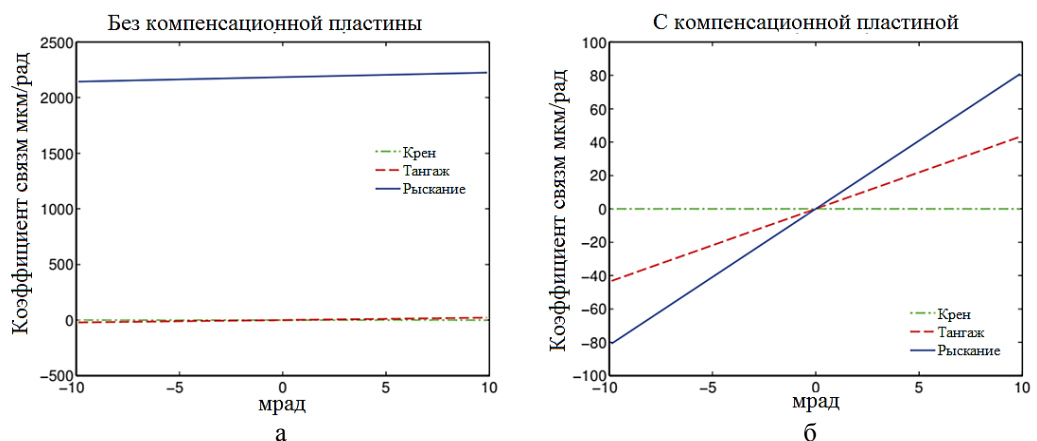 Без компенсационной пластины
Коэффициент связм мкм/рад
2500
2000
1500
1000
500
0
−500
−10
−5
0
5
10
Крен
Тангаж
Рыскание
мрад
а
С компенсационной пластиной
Коэффициент связм мкм/рад
100
80
60
40
20
0
−20
−40
−60
−80
−100
−10
−5
0
5
10
Крен
Тангаж
Рыскание
мрад
б